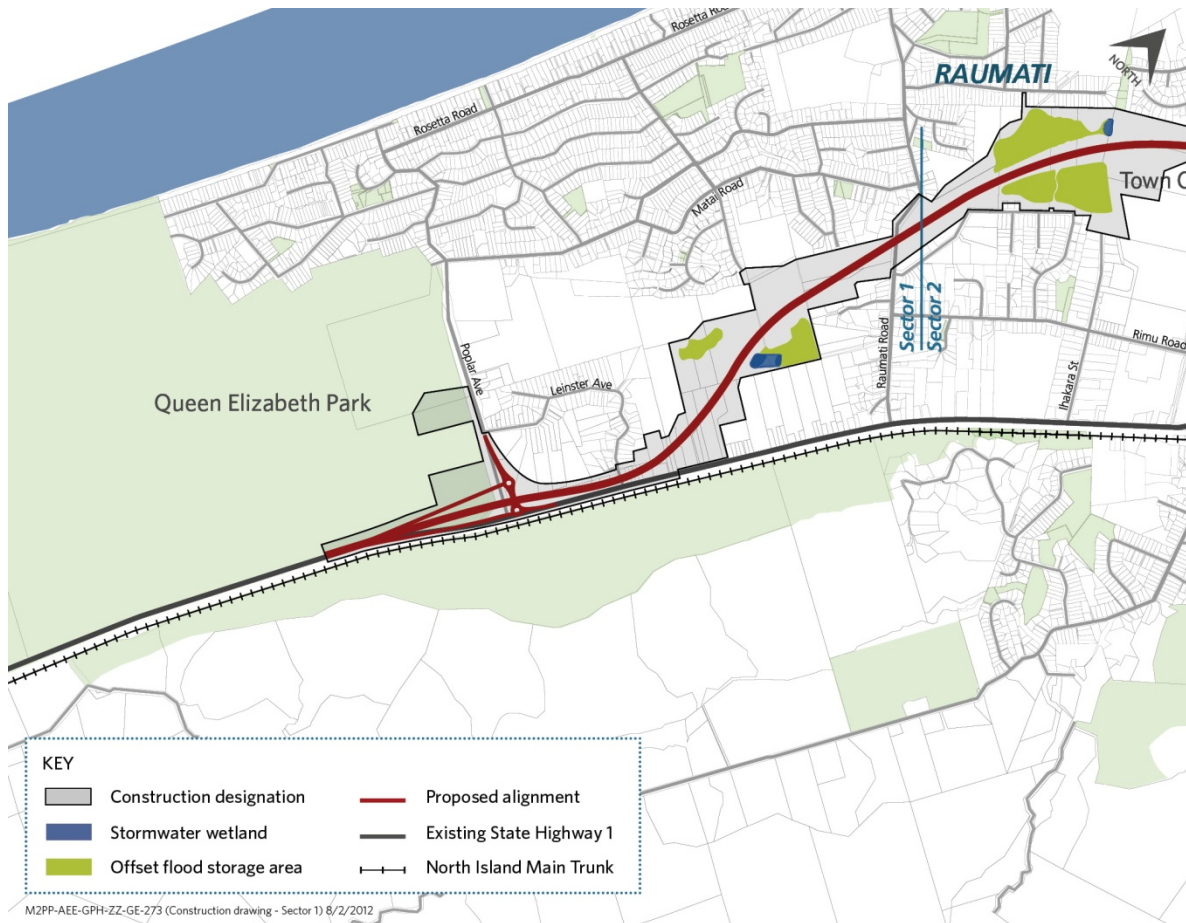 Rosetta Road
RAUMATI
NORTH
Rosetta Road
Matai Road
Town C
Sector 1
Sector 2
Raumati Road
Rimu Road
Ihakara St
Poplar Ave
Leinster Ave
Queen Elizabeth Park
KEY
Construction designation
Proposed alignment
Stormwater wetland
Existing State Highway 1
Offset flood storage area
North Island Main Trunk
M2PP-AEE-GPH-ZZ-GE-273 (Construction drawing - Sector 1) 8/2/2012